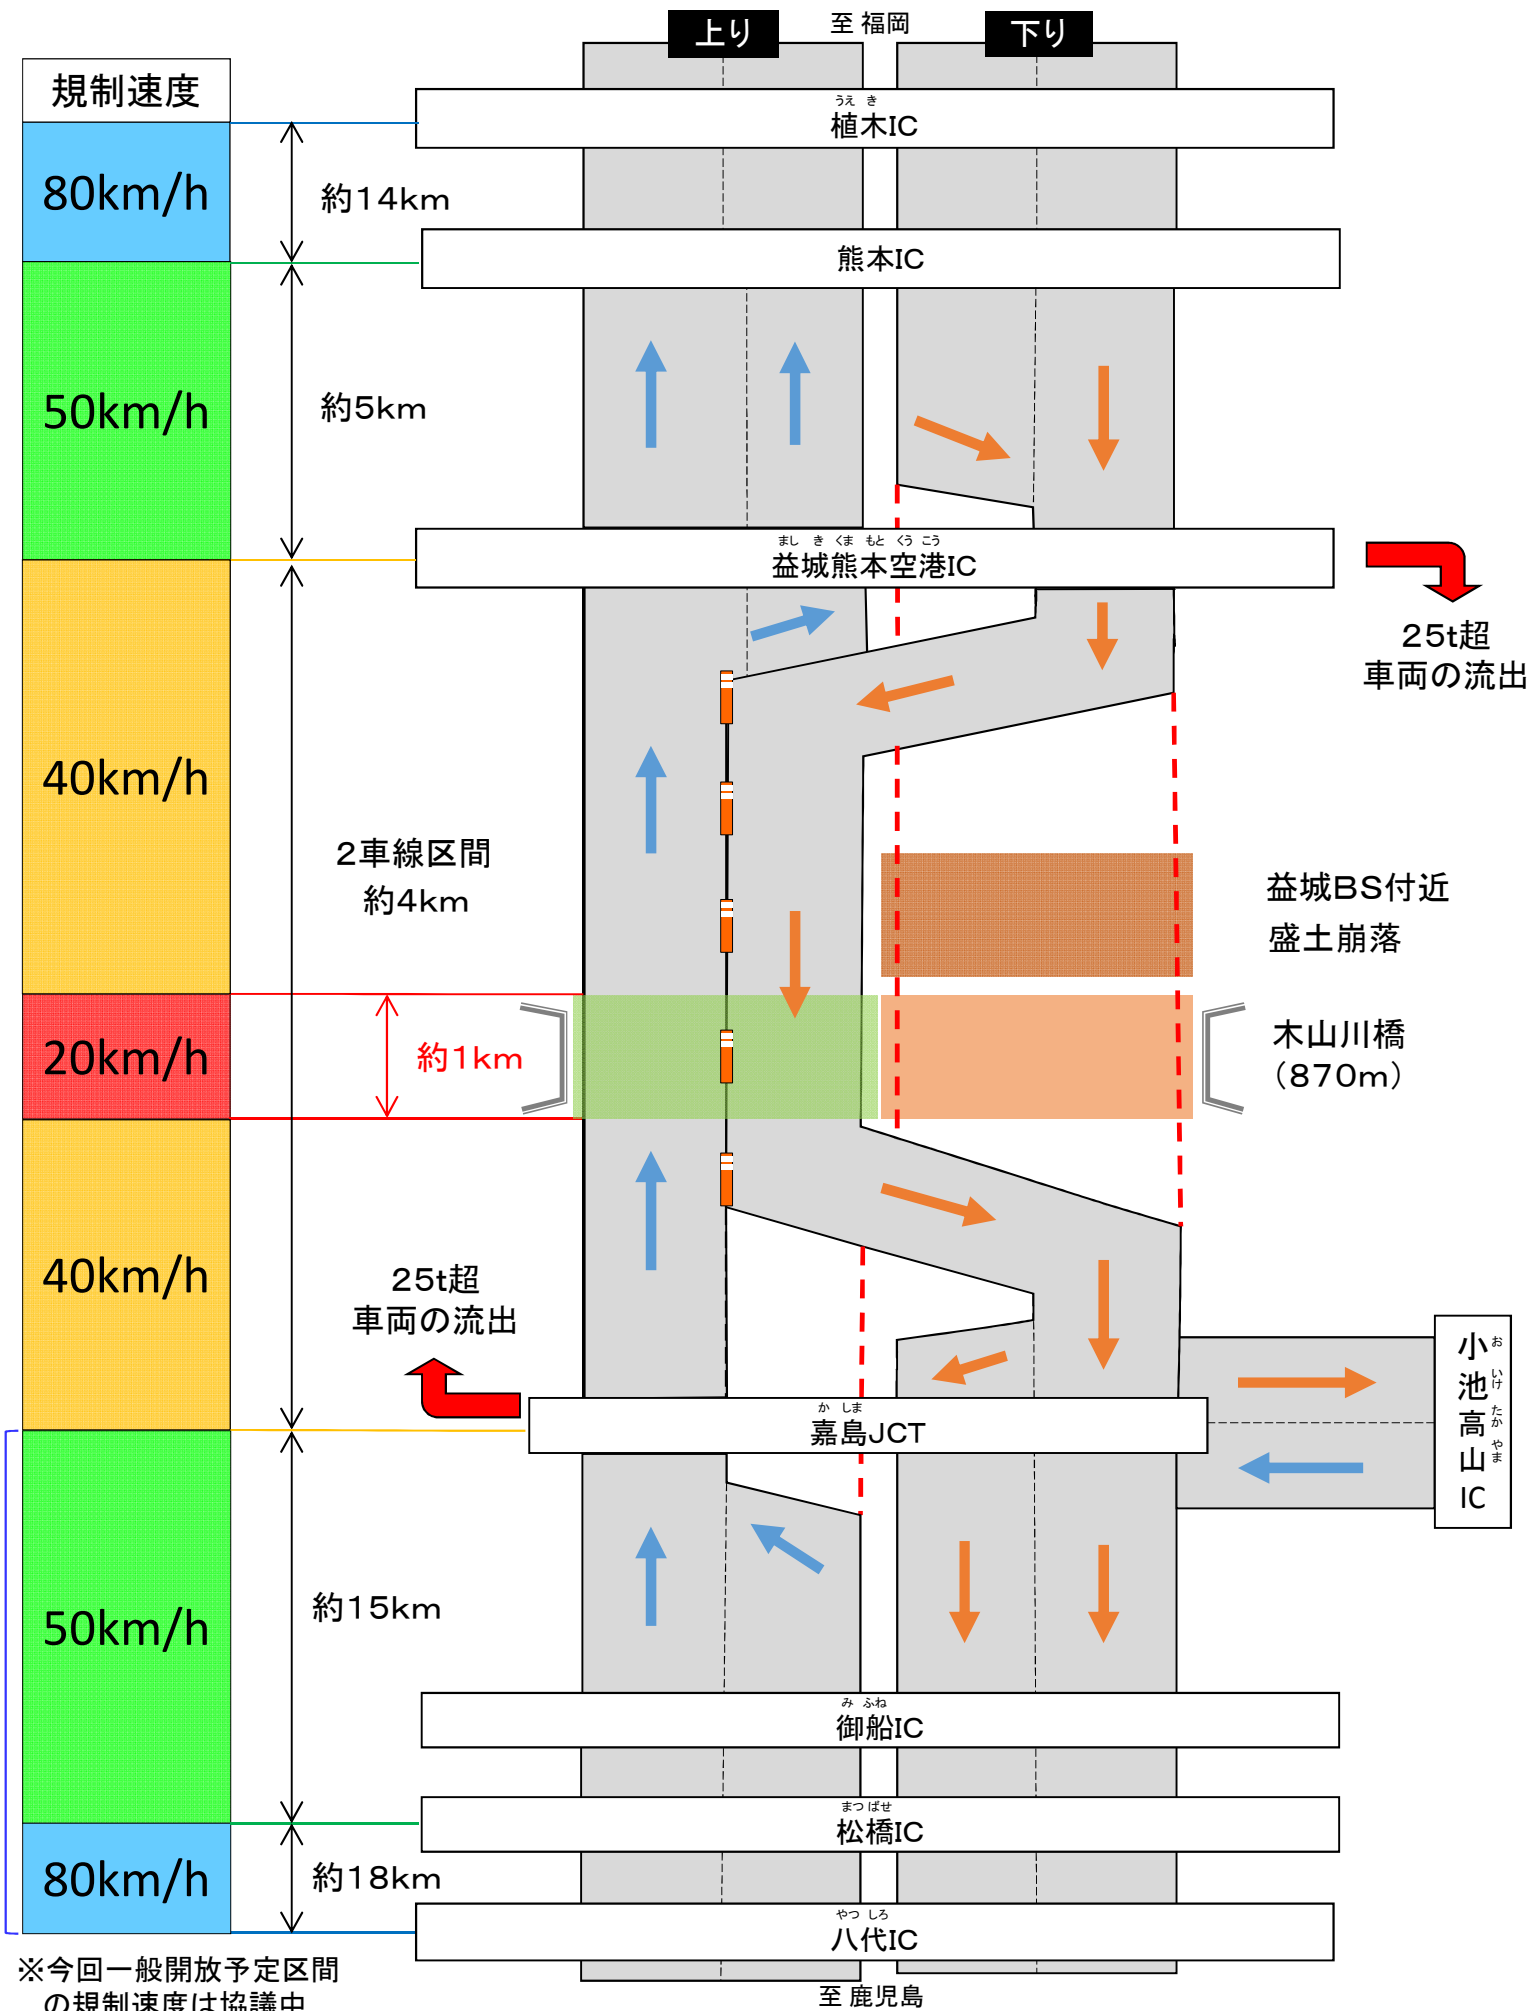 上り
至 福岡
下り
規制速度
うえ き
植木IC
80km/h
約14km
熊本IC
50km/h
約5km
まし き くま もと くう こう
益城熊本空港IC
25t超
車両の流出
40km/h
2車線区間
約4km
益城BS付近
盛土崩落
20km/h
約1km
木山川橋
（870m）
40km/h
25t超
車両の流出
か しま
嘉島JCT
小池高山IC
お いけ たか やま
50km/h
約15km
み ふね
御船IC
まつ ばせ
松橋IC
80km/h
約18km
やつ しろ
八代IC
※今回一般開放予定区間
の規制速度は協議中
至 鹿児島